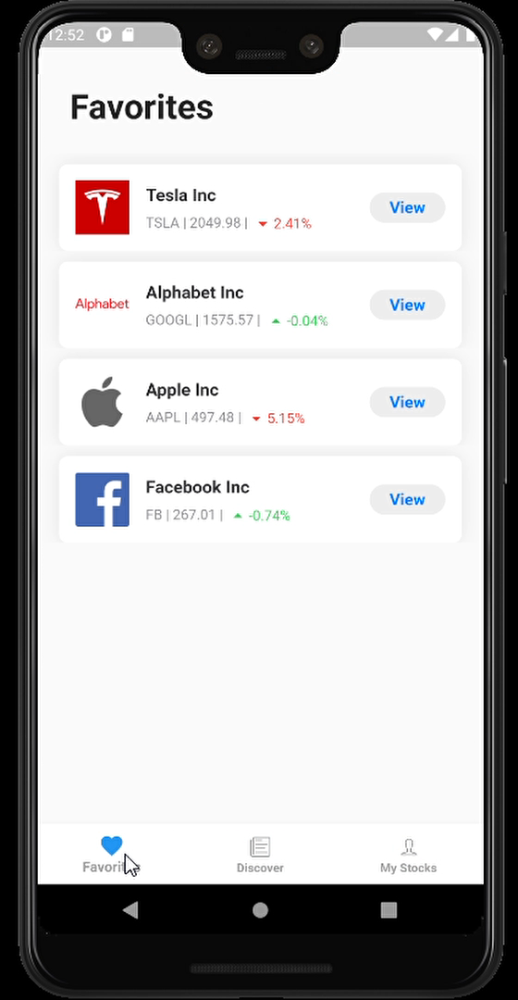 12:52
Favorites
Tesla Inc
TSLA | 2049.98 | 2.41%
View
Alphabet
Alphabet Inc
GOOGL | 1575.57 | -0.04%
View
Apple Inc
AAPL | 497.48 | 5.15%
View
Facebook Inc
FB | 267.01 | -0.74%
View
Favorites
Discover
My Stocks